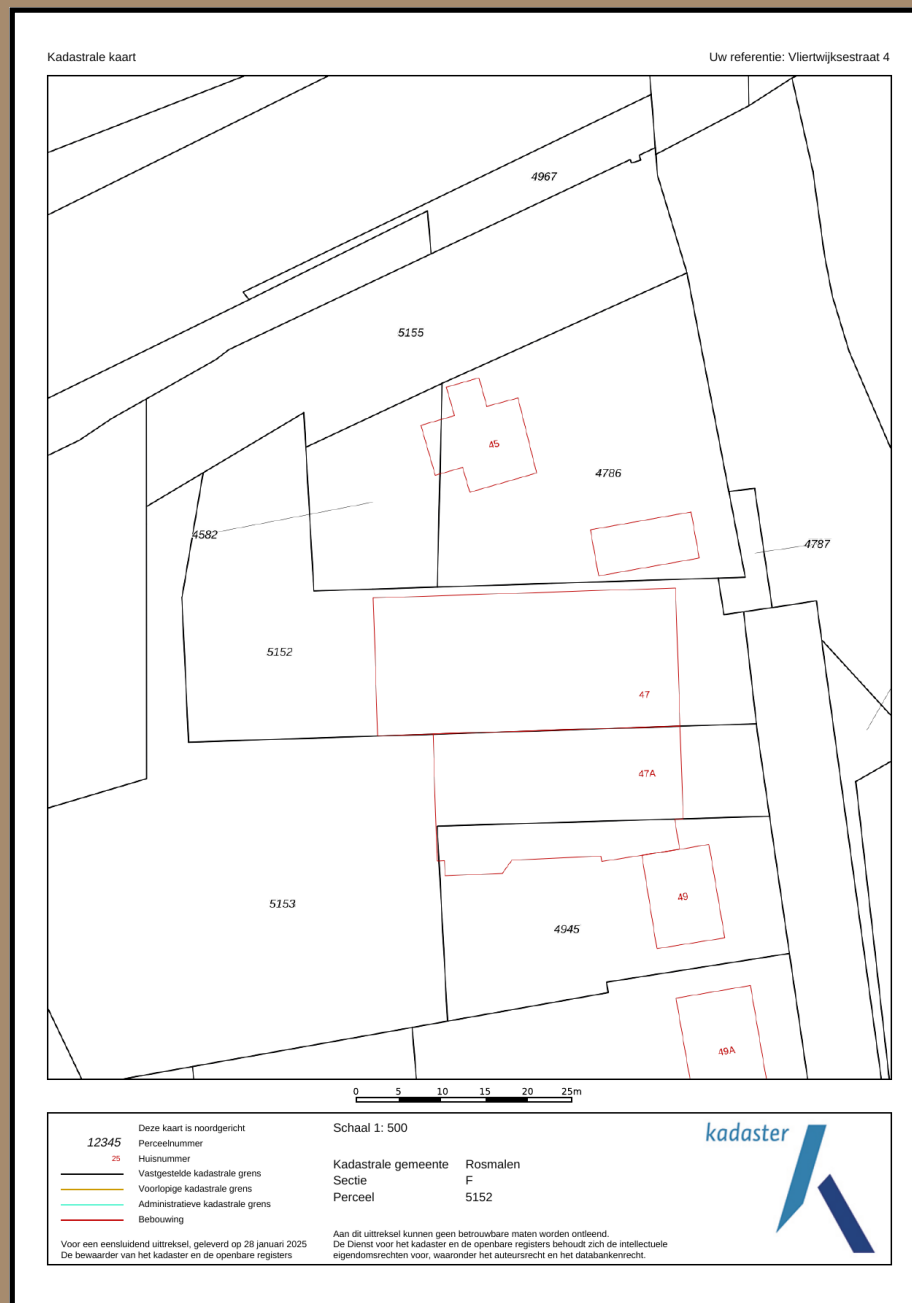 Kadastrale kaart
Uw referentie: Vliertwijksestraat 4
4967
5155
45
4786
4582
4787
5152
47
47A
5153
49
4945
49A
0 5 10 15 20 25m
Deze kaart is noordgericht
12345 Perceelnummer
25 Huisnummer
Vastgestelde kadastrale grens
Voorlopige kadastrale grens
Administratieve kadastrale grens
Bebouwing
Voor een eensluidend uittreksel, geleverd op 28 januari 2025
De bewaarder van het kadaster en de openbare registers
Schaal 1: 500
Kadastrale gemeente Rosmalen
Sectie F
Perceel 5152
Aan dit uittreksel kunnen geen betrouwbare maten worden ontleend.
De Dienst voor het kadaster en de openbare registers behoudt zich de intellectuele
eigendomsrechten voor, waaronder het auteursrecht en het databankenrecht.
kadaster